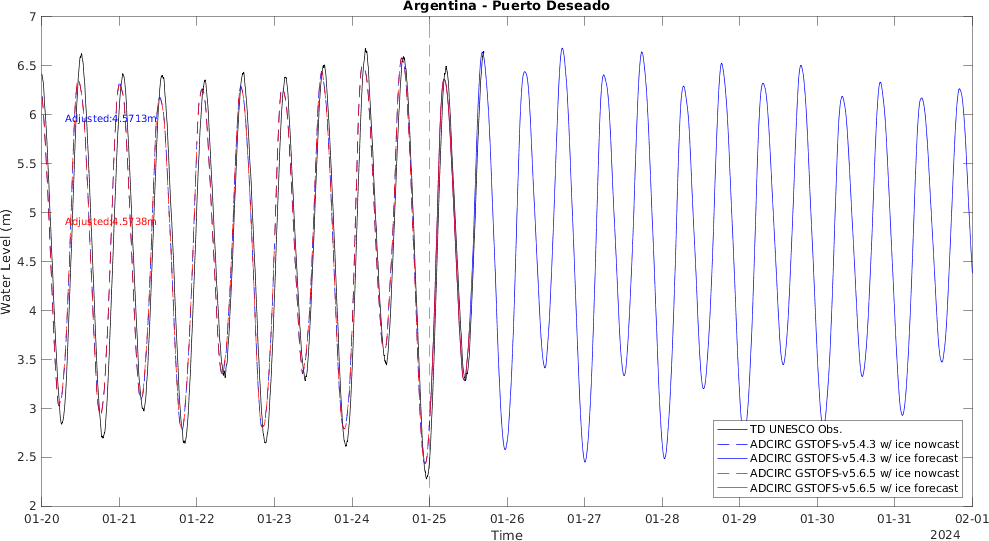 Argentina - Puerto Deseado
Water Level (m)
7
6.5
6
5.5
5
4.5
4
3.5
3
2.5
2
Adjusted:4.5713m
Adjusted:4.5738m
TD UNESCO Obs.
ADCIRC GSTOFS-v5.4.3 w/ ice nowcast
ADCIRC GSTOFS-v5.4.3 w/ ice forecast
ADCIRC GSTOFS-v5.6.5 w/ ice nowcast
ADCIRC GSTOFS-v5.6.5 w/ ice forecast
01-20 01-21 01-22 01-23 01-24 01-25 01-26 01-27 01-28 01-29 01-30 01-31 02-01
Time
2024